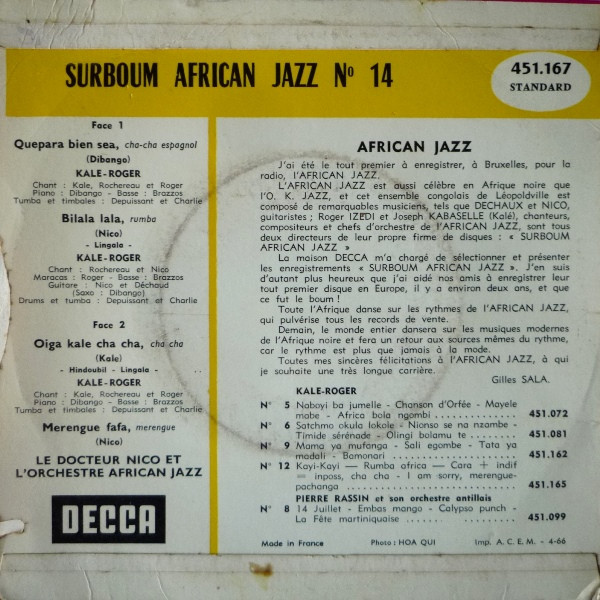 SURBOUM AFRICAN JAZZ Nº 14
451.167
STANDARD
Face 1
Quepara bien sea, cha-cha espagnol
(Dibango)
KALE-ROGER
Chant : Kale, Rochereau et Roger
Piano : Dibango - Basse : Brazzos
Tumba et timbales : Depuissant et Charlie
Bilala lala, rumba
(Nico)
- Lingala -
KALE-ROGER
Chant : Rochereau et Nico
Maracas : Roger - Basse : Brazzos
Guitare : Nico et Déchaud
(Saxo : Dibango)
Drums et tumba : Depuissant et Charlie
Face 2
Oiga kale cha cha, cha cha
(Kale)
- Hindoubil - Lingala -
KALE-ROGER
Chant : Kale, Rochereau et Roger
Piano : Dibango - Basse : Brazzos
Tumba et timbales : Depuissant et Charlie
Merengue fafa, merengue
(Nico)
LE DOCTEUR NICO ET
L'ORCHESTRE AFRICAN JAZZ
DECCA
AFRICAN JAZZ
J'ai été le tout premier à enregistrer, à Bruxelles, pour la
radio, l'AFRICAN JAZZ.
L'AFRICAN JAZZ est aussi célèbre en Afrique noire que
l'O. K. JAZZ, et cet ensemble congolais de Léopoldville est
composé de remarquables musiciens, tels que DECHAUX et NICO,
guitaristes ; Roger IZEDI et Joseph KABASELLE (Kalé), chanteurs,
compositeurs et chefs d'orchestre de l'AFRICAN JAZZ, sont tous
deux directeurs de leur propre firme de disques : « SURBOUM
AFRICAN JAZZ »
La maison DECCA m'a chargé de sélectionner et présenter
les enregistrements « SURBOUM AFRICAN JAZZ ». J'en suis
d'autant plus heureux que j'ai aidé nos amis à enregistrer leur
tout premier disque en Europe, il y a environ deux ans, et que
ce fut le boum !
Toute l'Afrique danse sur les rythmes de l'AFRICAN JAZZ,
qui pulvérise tous les records de vente.
Demain, le monde entier dansera sur les musiques modernes
de l'Afrique noire et fera un retour aux sources mêmes du rythme,
car le rythme est plus que jamais à la mode.
Toutes mes sincères félicitations à l'AFRICAN JAZZ, à qui
je souhaite une très longue carrière.
Gilles SALA.
KALE-ROGER
Nº 5 Naboyi ba jumelle - Chanson d'Orfée - Mayele
mabe - Africa bola ngombi .............. 451.072
Nº 6 Satchmo okula lokole - Nionso se na nzambe -
Timide sérénade - Olingi bolamu te ....... 451.081
Nº 9 Mama ya mufanga - Sali egombe - Tata ya
madali - Bamonari .................... 451.162
Nº 12 Kayi-Kayi — Rumba africa — Cara + indif
= inposs, cha cha - I am sorry, merengue-
pachanga ............................ 451.165
PIERRE RASSIN et son orchestre antillais
Nº 8 14 Juillet - Embas mango - Calypso punch -
La Fête martiniquaise .................. 451.099
Made in France Photo : HOA QUI Imp. A. C. E. M. - 4-66